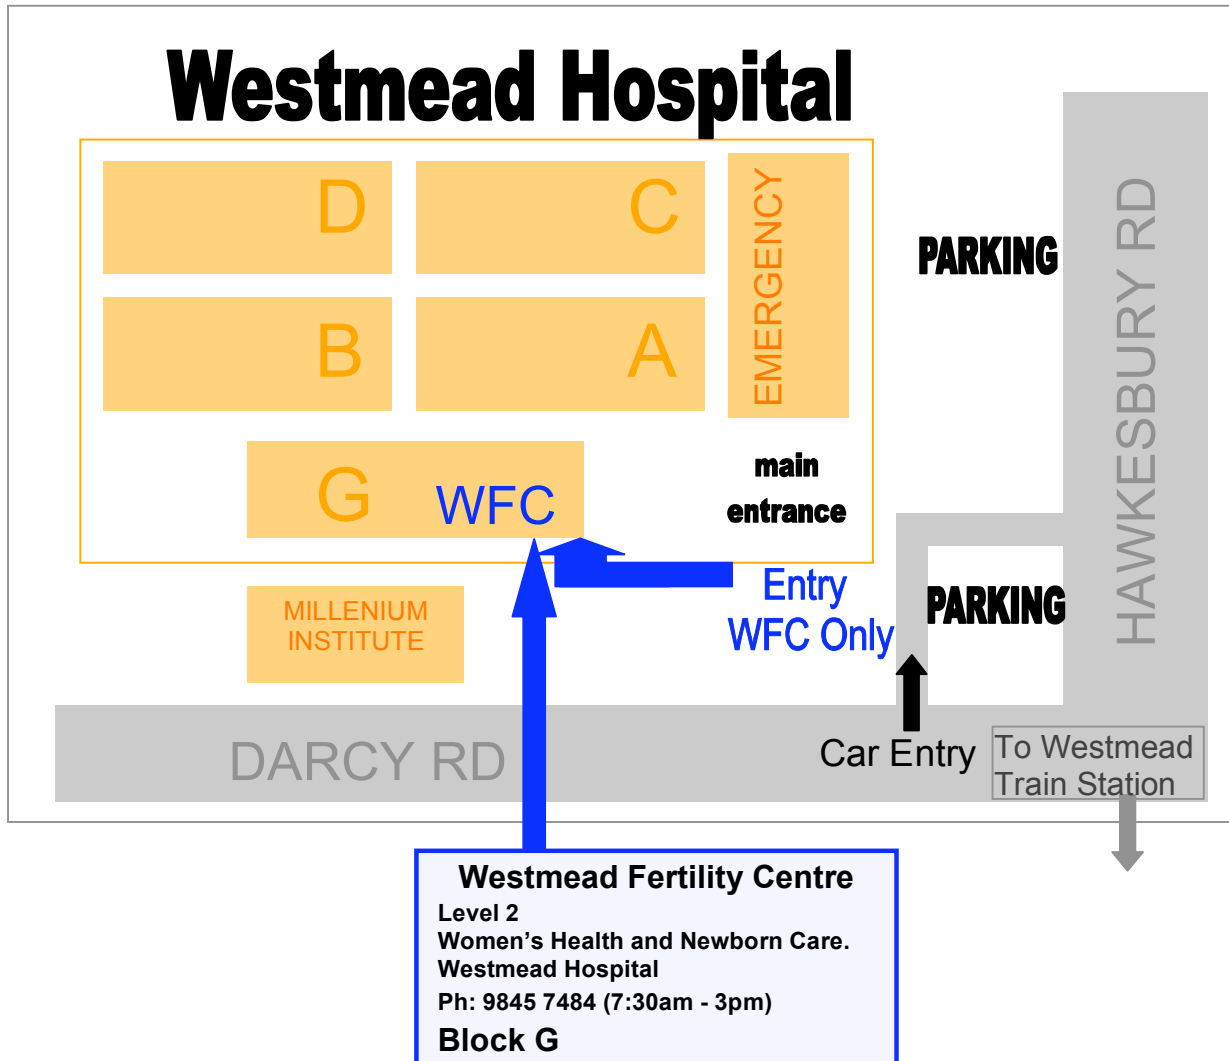 Westmead Hospital
D
C
EMERGENCY
PARKING
HAWKESBURY RD
B
A
G
WFC
main
entrance
Entry
WFC Only
PARKING
MILLENIUM
INSTITUTE
DARCY RD
Car Entry
To Westmead
Train Station
Westmead Fertility Centre
Level 2
Women’s Health and Newborn Care.
Westmead Hospital
Ph: 9845 7484 (7:30am - 3pm)
Block G